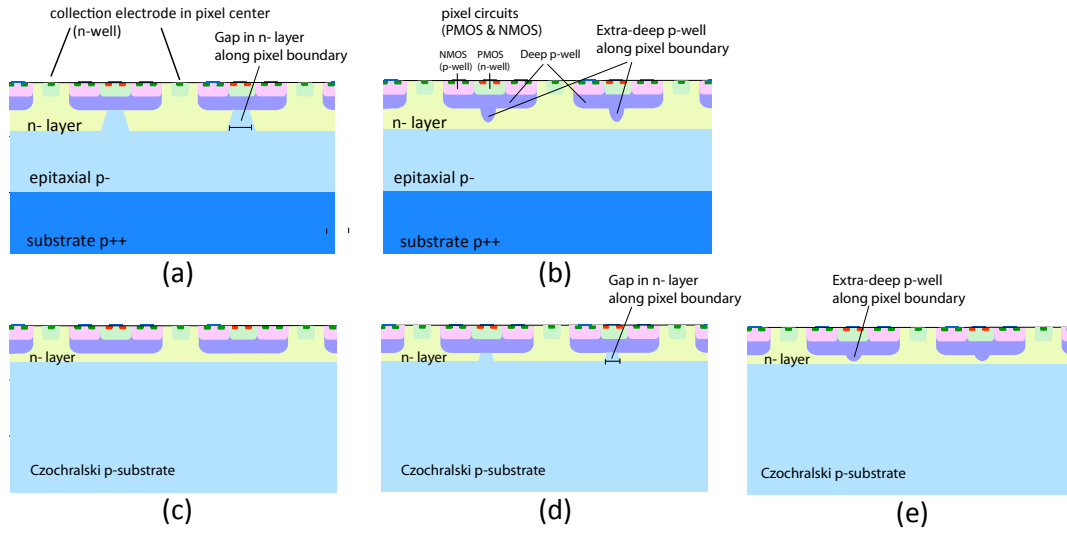 collection electrode in pixel center
(n-well)
Gap in n- layer
along pixel boundary
n- layer
epitaxial p-
substrate p++
(a)
pixel circuits
(PMOS & NMOS)
Extra-deep p-well
along pixel boundary
NMOS
(p-well)
PMOS
(n-well)
Deep p-well
n- layer
epitaxial p-
substrate p++
(b)
n- layer
Czochralski p-substrate
(c)
Gap in n- layer
along pixel boundary
n- layer
Czochralski p-substrate
(d)
Extra-deep p-well
along pixel boundary
n- layer
Czochralski p-substrate
(e)